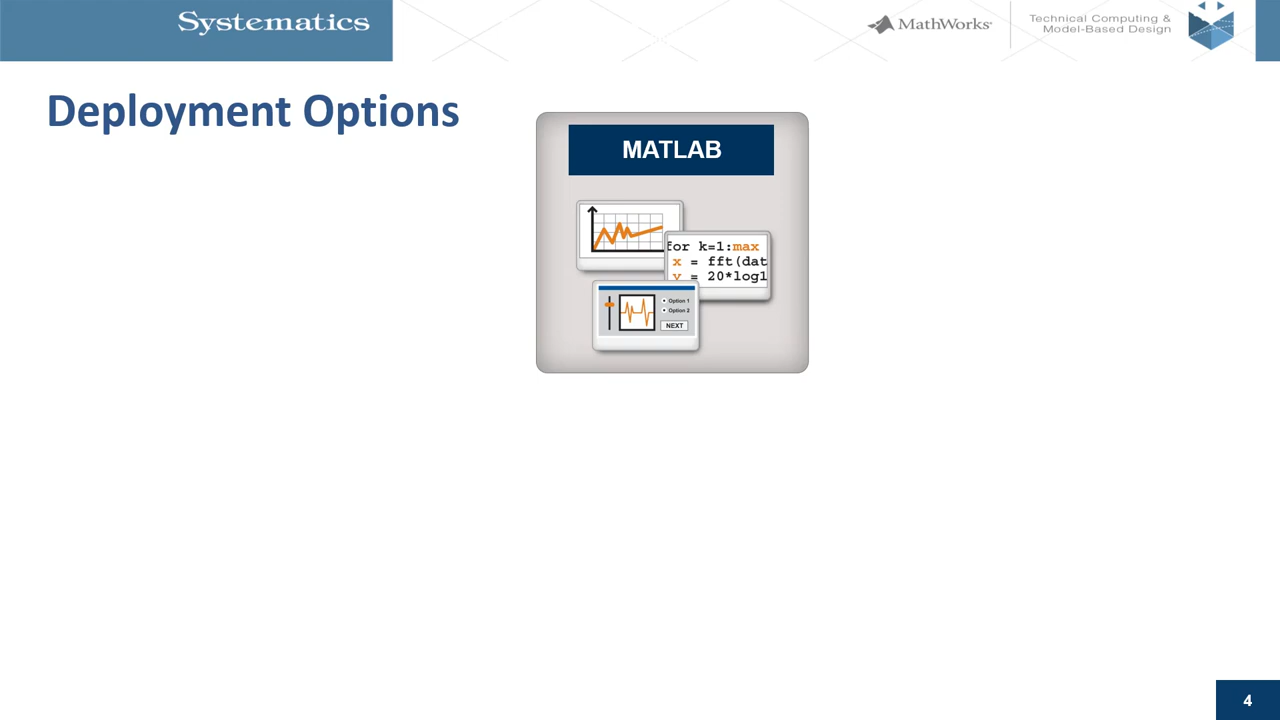 Systematics
MathWorks
Technical Computing &
Model-Based Design
Deployment Options
MATLAB
for k=1:max
x = fft(dat
y = 20*log1
Option 1
Option 2
NEXT
4